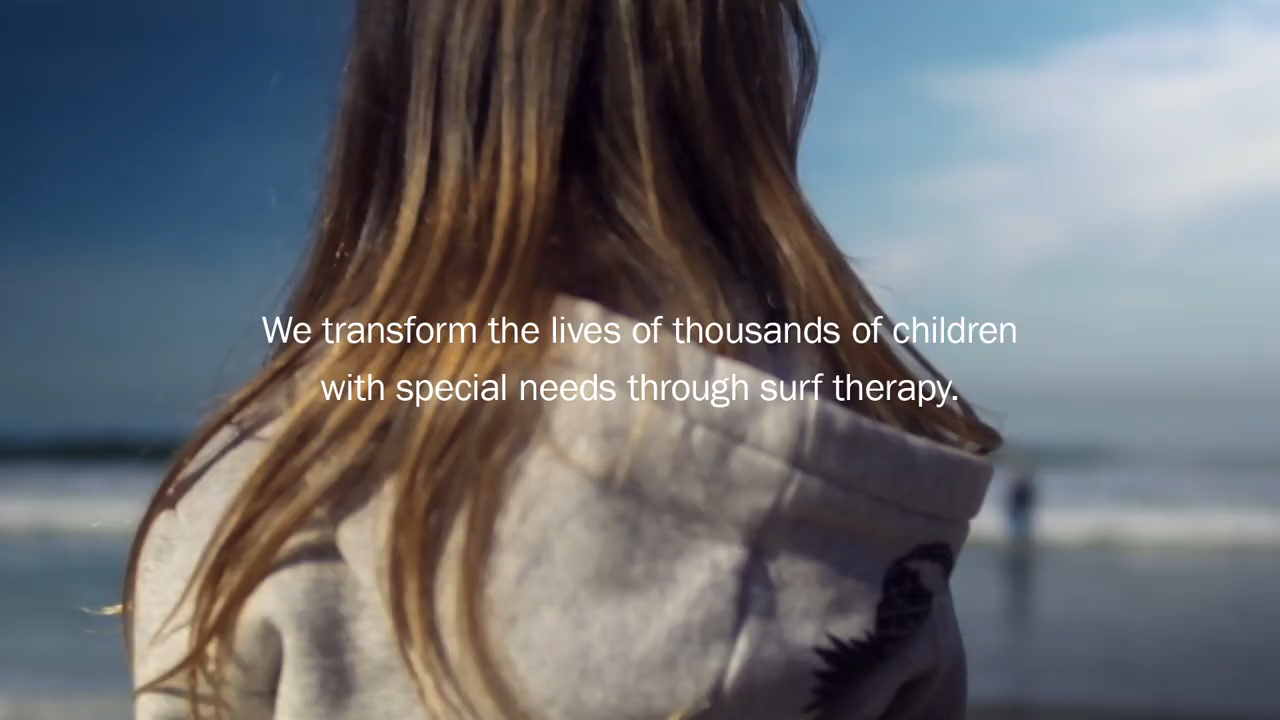 We transform the lives of thousands of children
with special needs through surf therapy.